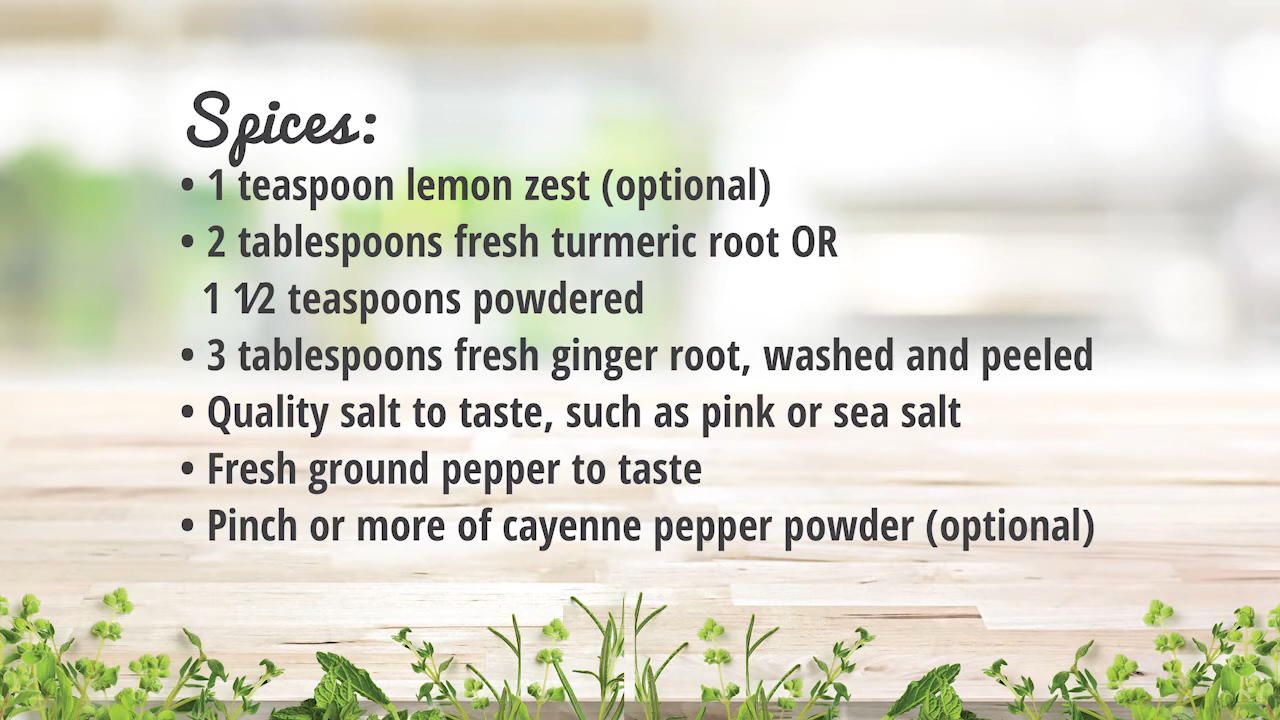 Spices:
• 1 teaspoon lemon zest (optional)
• 2 tablespoons fresh turmeric root OR
1 1⁄2 teaspoons powdered
• 3 tablespoons fresh ginger root, washed and peeled
• Quality salt to taste, such as pink or sea salt
• Fresh ground pepper to taste
• Pinch or more of cayenne pepper powder (optional)